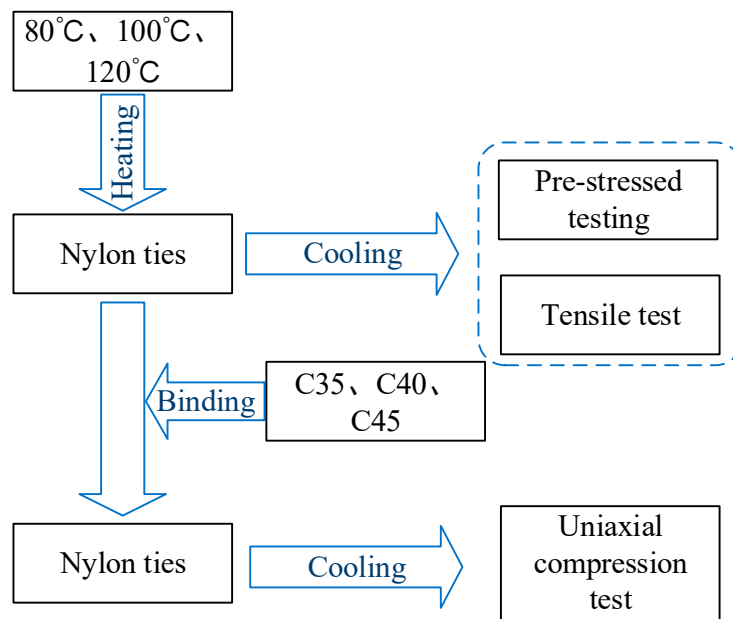 80℃、100℃、
120℃
Heating
Pre-stressed
testing
Nylon ties
Cooling
Tensile test
Binding
C35、C40、
C45
Nylon ties
Cooling
Uniaxial
compression
test